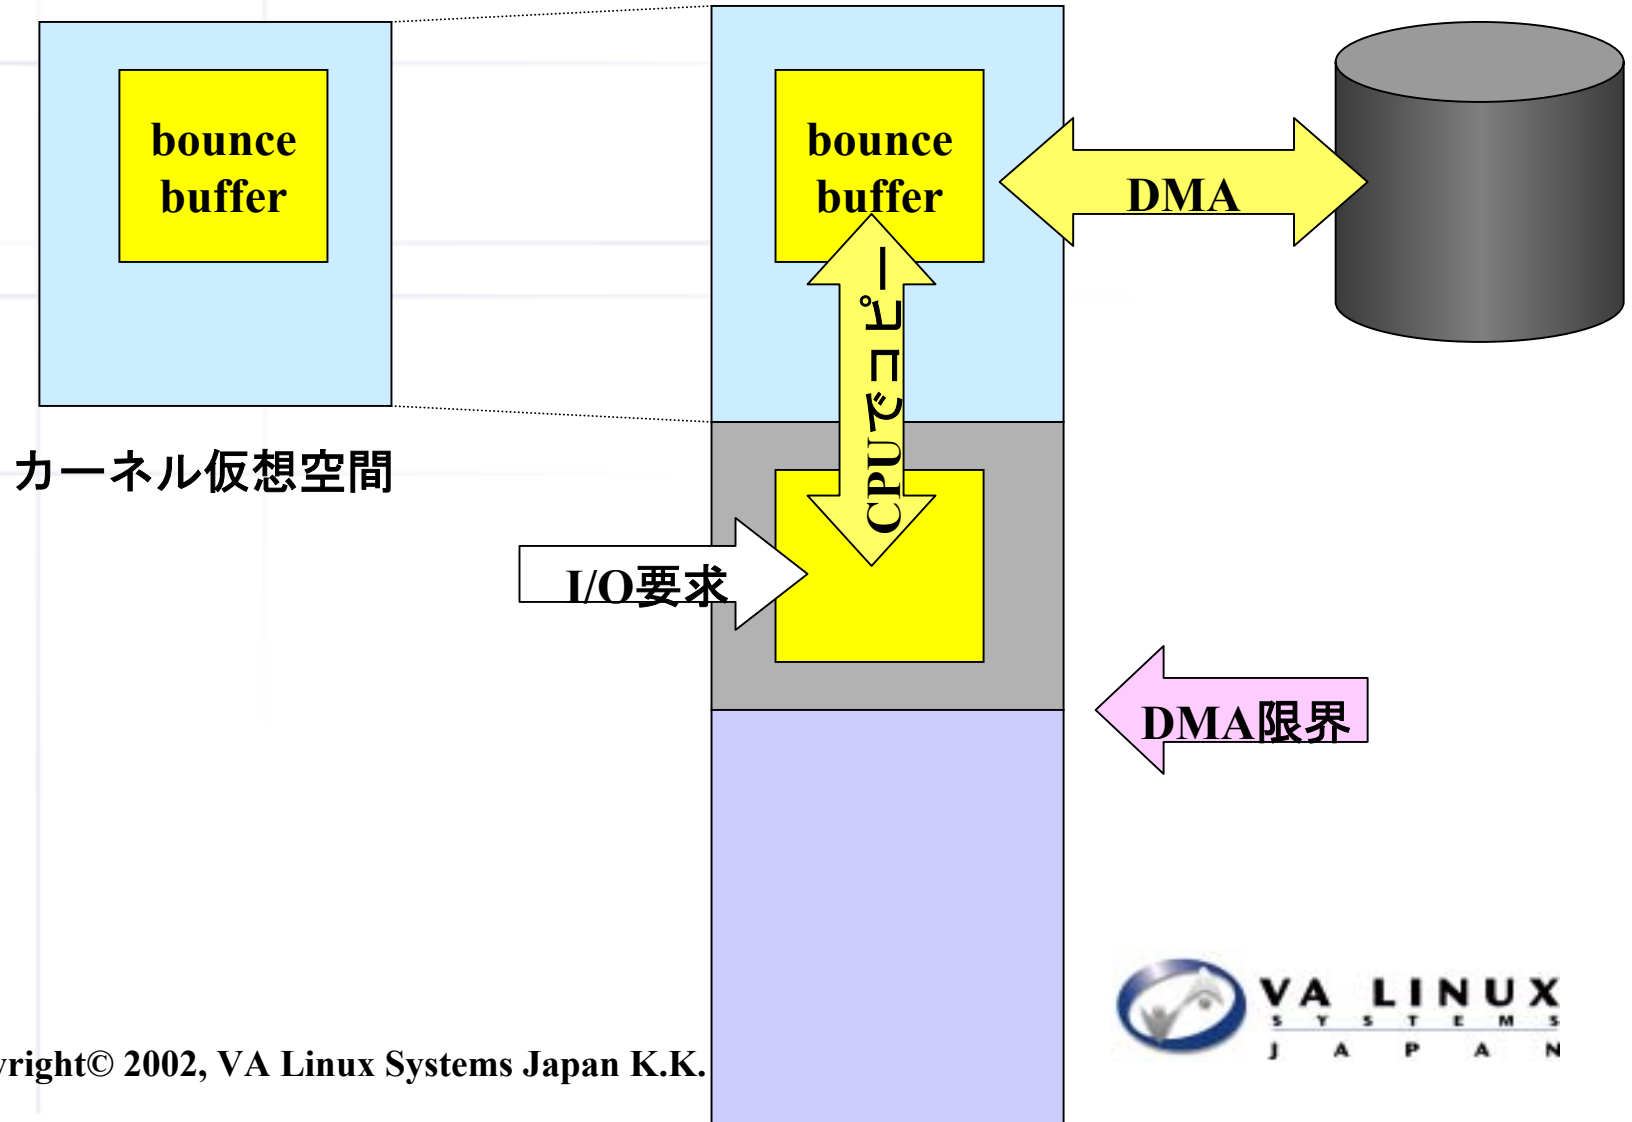 bounce
buffer
bounce
buffer
DMA
CPUでコピー
カーネル仮想空間
I/O要求
DMA限界
VA LINUX
SYSTEMS
JAPAN
yright© 2002, VA Linux Systems Japan K.K.